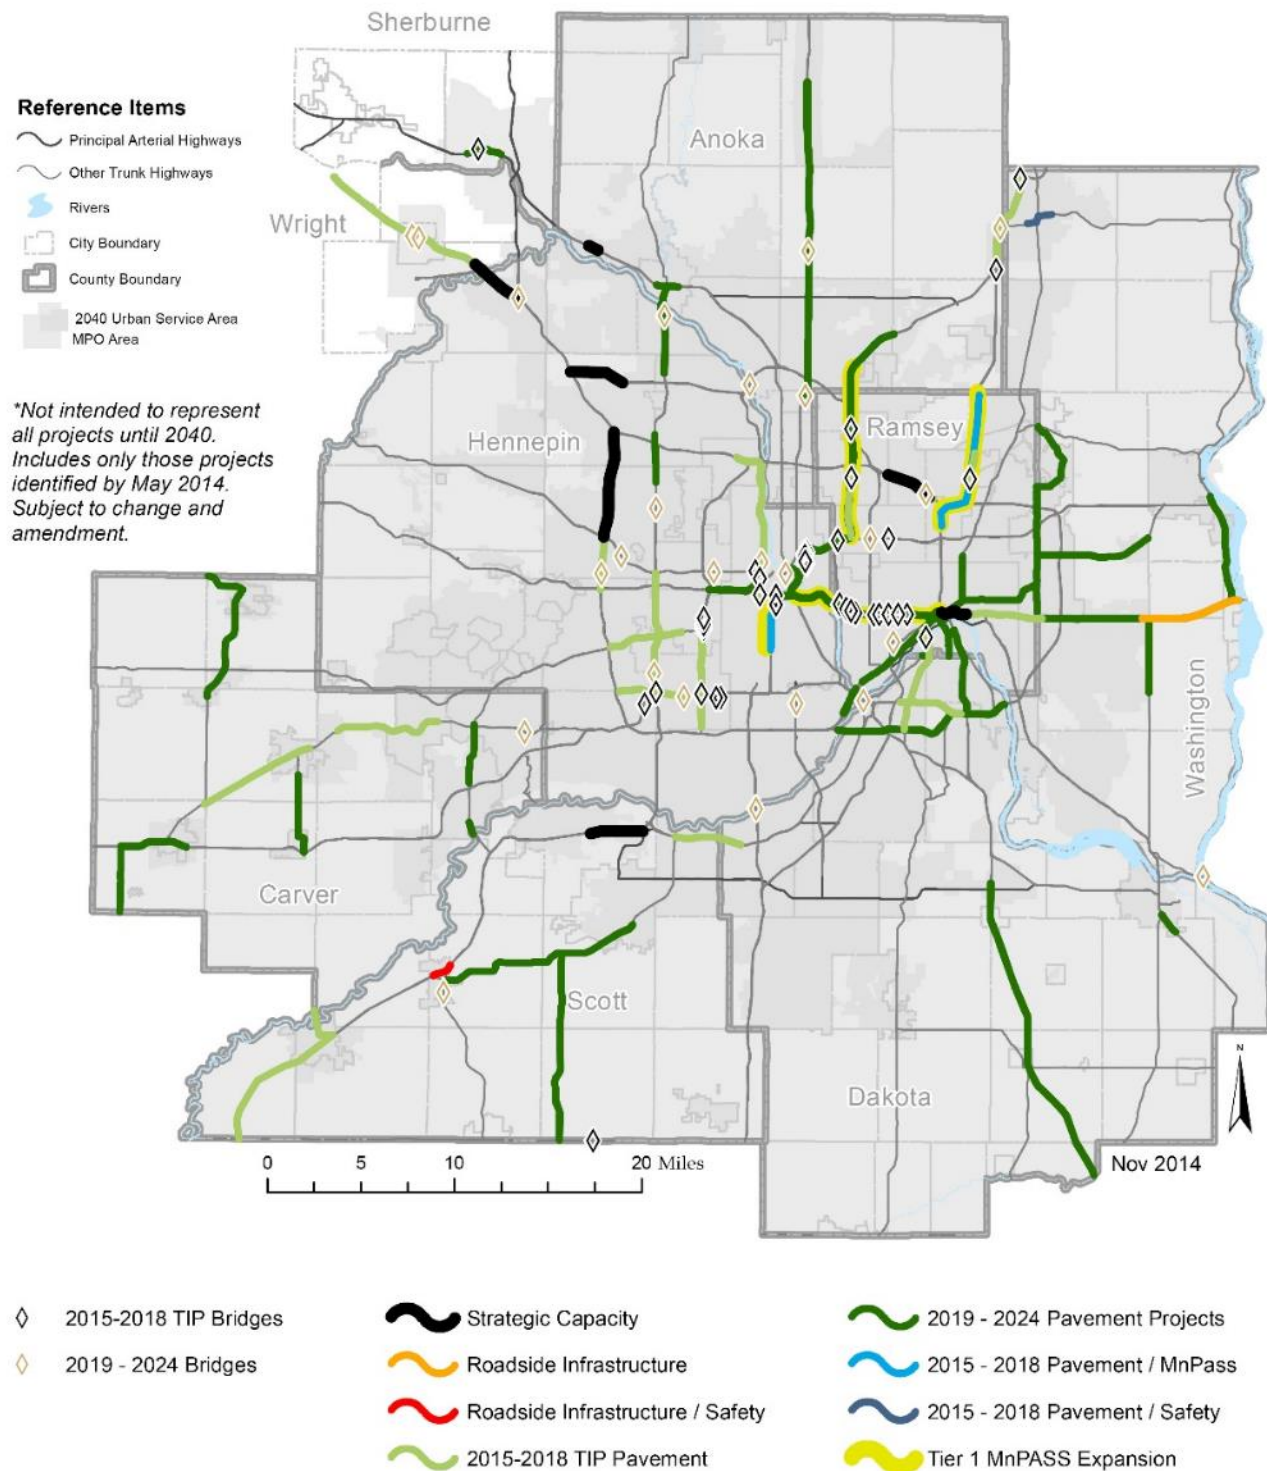 Sherburne
Reference Items
Principal Arterial Highways
Other Trunk Highways
Rivers
City Boundary
County Boundary
2040 Urban Service Area
MPO Area
*Not intended to represent
all projects until 2040.
Includes only those projects
identified by May 2014.
Subject to change and
amendment.
Anoka
Wright
Hennepin
Ramsey
Washington
Carver
Scott
Dakota
N
0 5 10 20 Miles
Nov 2014
2015-2018 TIP Bridges
2019 - 2024 Bridges
Strategic Capacity
Roadside Infrastructure
Roadside Infrastructure / Safety
2015-2018 TIP Pavement
2019 - 2024 Pavement Projects
2015 - 2018 Pavement / MnPass
2015 - 2018 Pavement / Safety
Tier 1 MnPASS Expansion